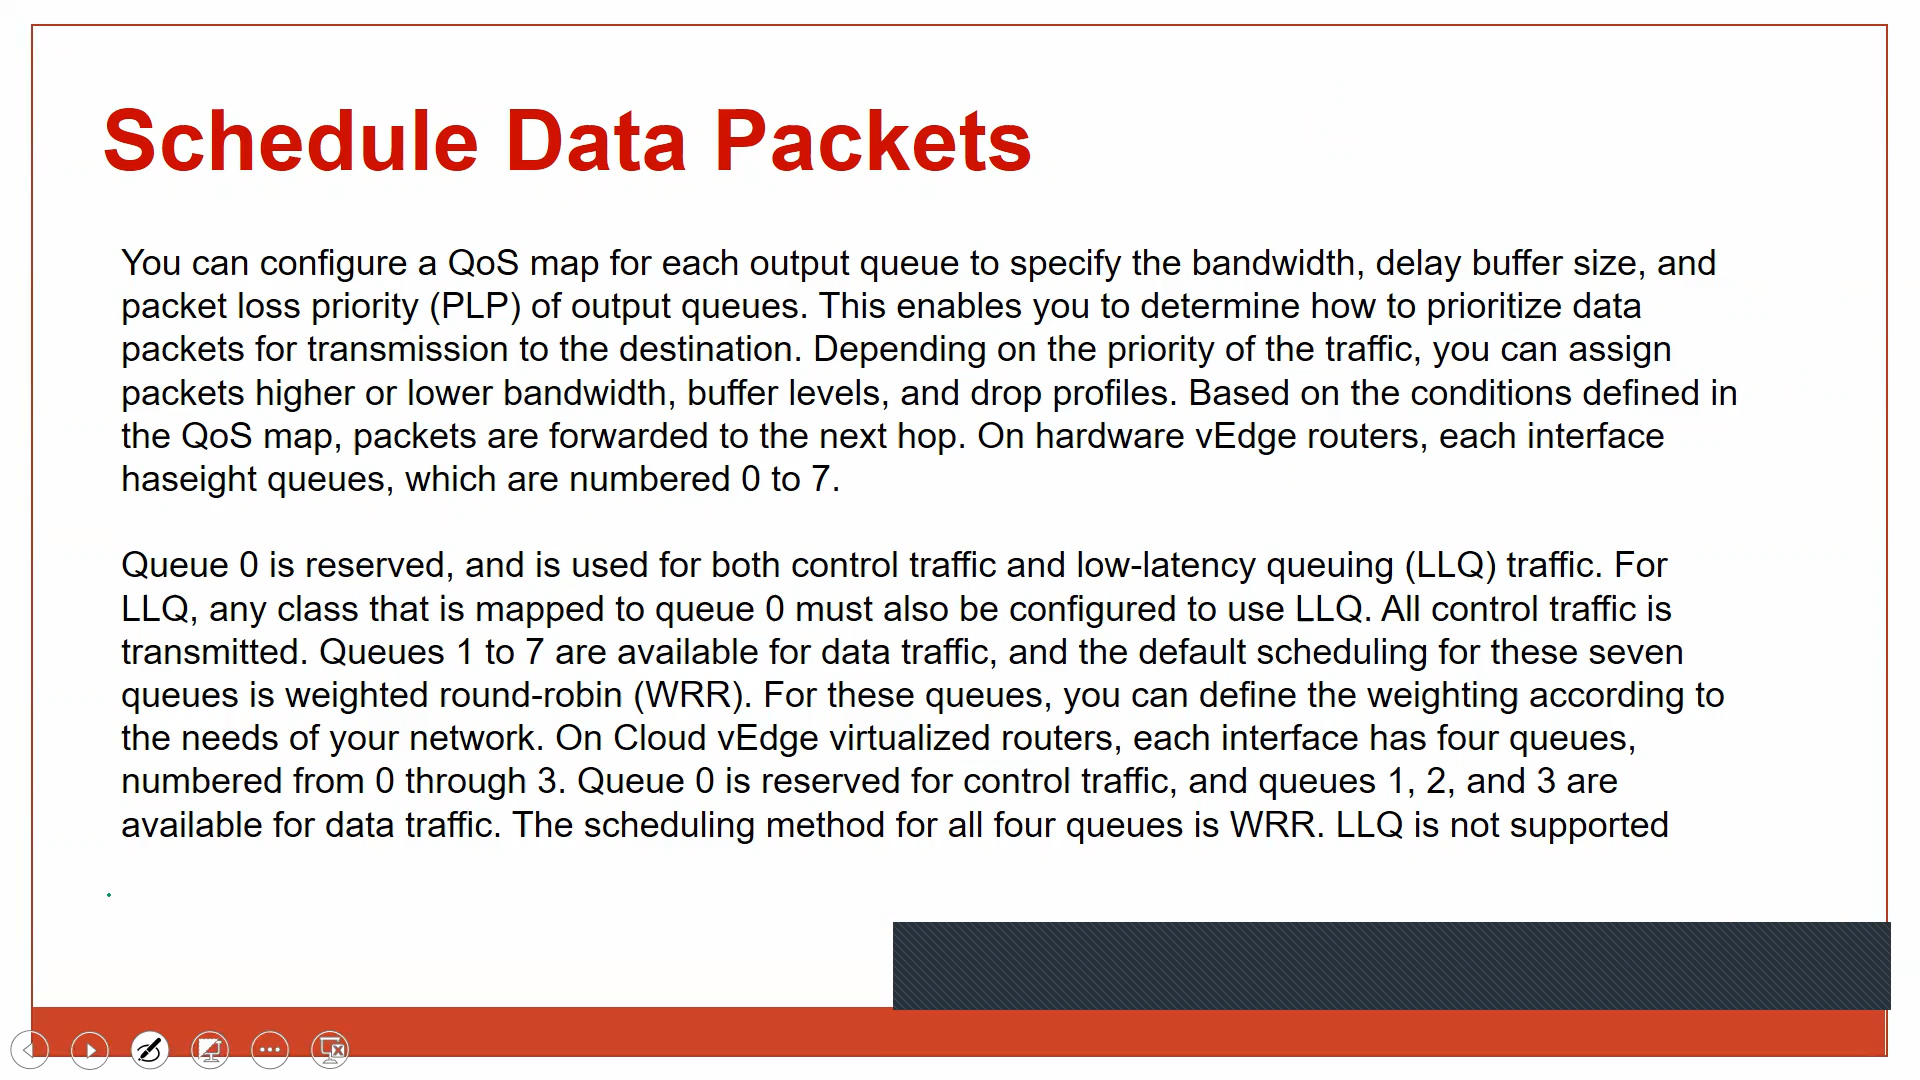 Schedule Data Packets
You can configure a QoS map for each output queue to specify the bandwidth, delay buffer size, and
packet loss priority (PLP) of output queues. This enables you to determine how to prioritize data
packets for transmission to the destination. Depending on the priority of the traffic, you can assign
packets higher or lower bandwidth, buffer levels, and drop profiles. Based on the conditions defined in
the QoS map, packets are forwarded to the next hop. On hardware vEdge routers, each interface
haseight queues, which are numbered 0 to 7.
Queue 0 is reserved, and is used for both control traffic and low-latency queuing (LLQ) traffic. For
LLQ, any class that is mapped to queue 0 must also be configured to use LLQ. All control traffic is
transmitted. Queues 1 to 7 are available for data traffic, and the default scheduling for these seven
queues is weighted round-robin (WRR). For these queues, you can define the weighting according to
the needs of your network. On Cloud vEdge virtualized routers, each interface has four queues,
numbered from 0 through 3. Queue 0 is reserved for control traffic, and queues 1, 2, and 3 are
available for data traffic. The scheduling method for all four queues is WRR. LLQ is not supported